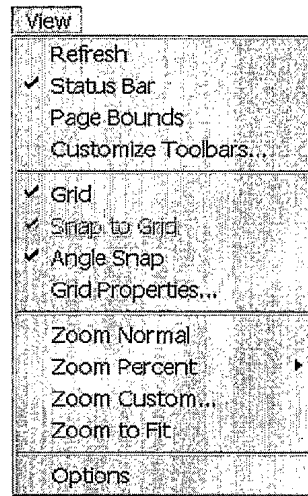 View
Refresh
✓ Status Bar
Page Bounds
Customize Toolbars...
✓ Grid
✓ Snap to Grid
✓ Angle Snap
Grid Properties...
Zoom Normal
Zoom Percent
Zoom Custom...
Zoom to Fit
Options